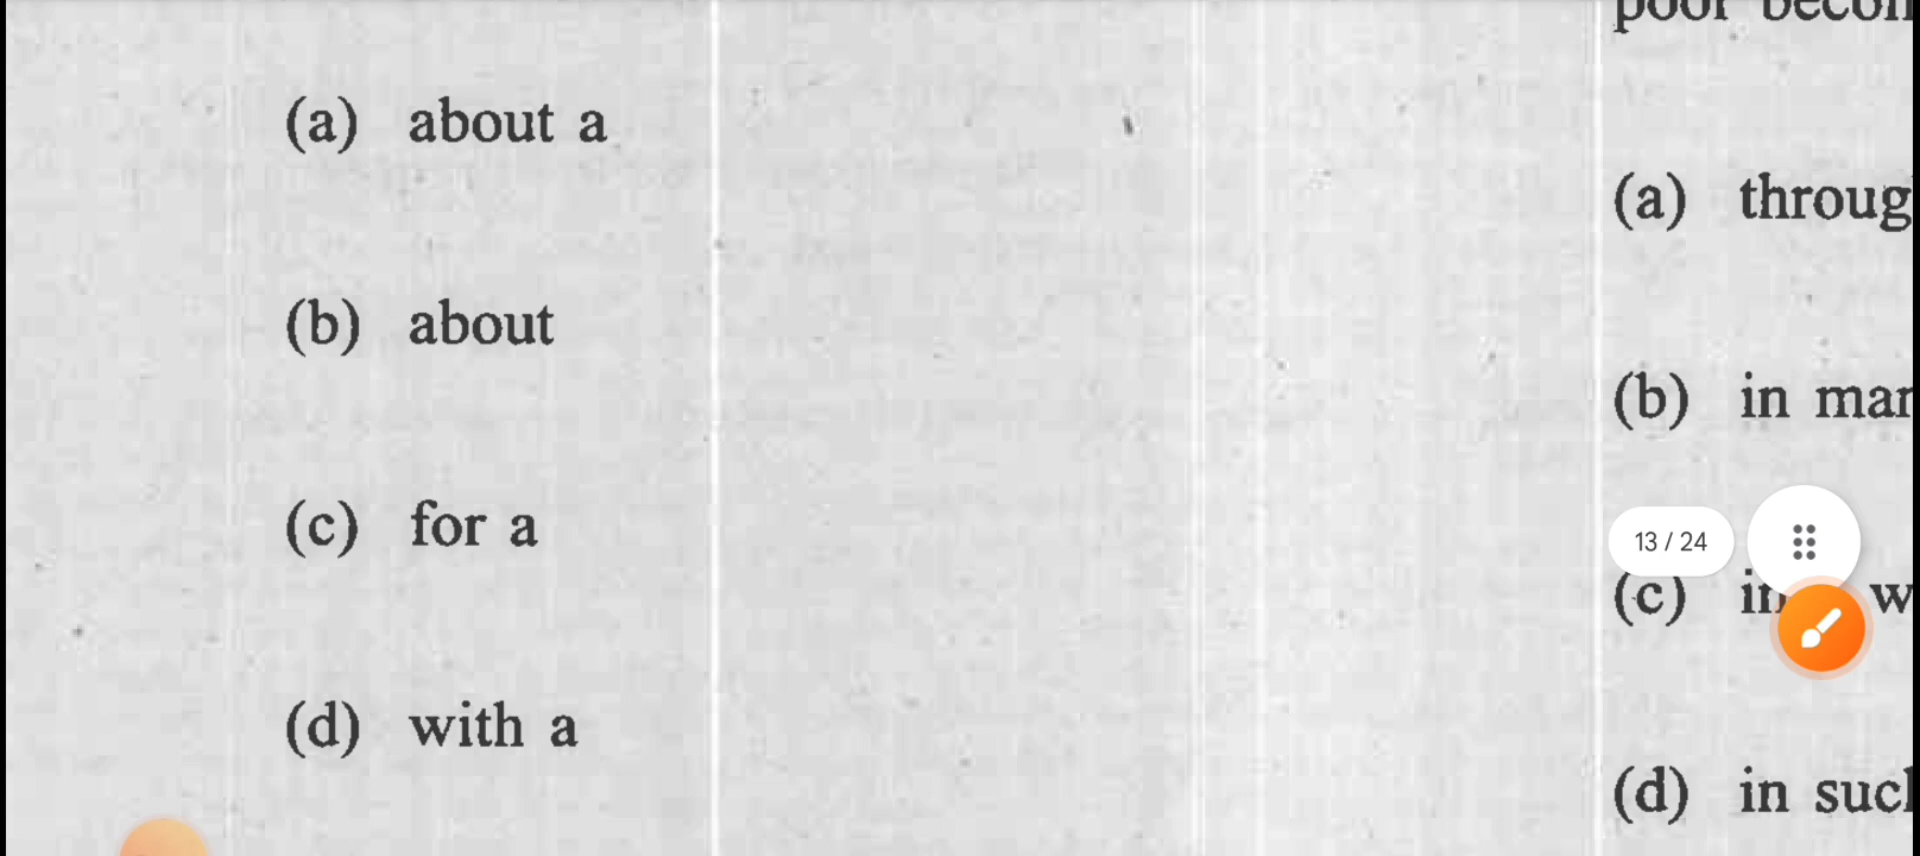 (a) about a
(b) about
(c) for a
(d) with a
(a)
(b) in
13 / 24
(c)
(d) in